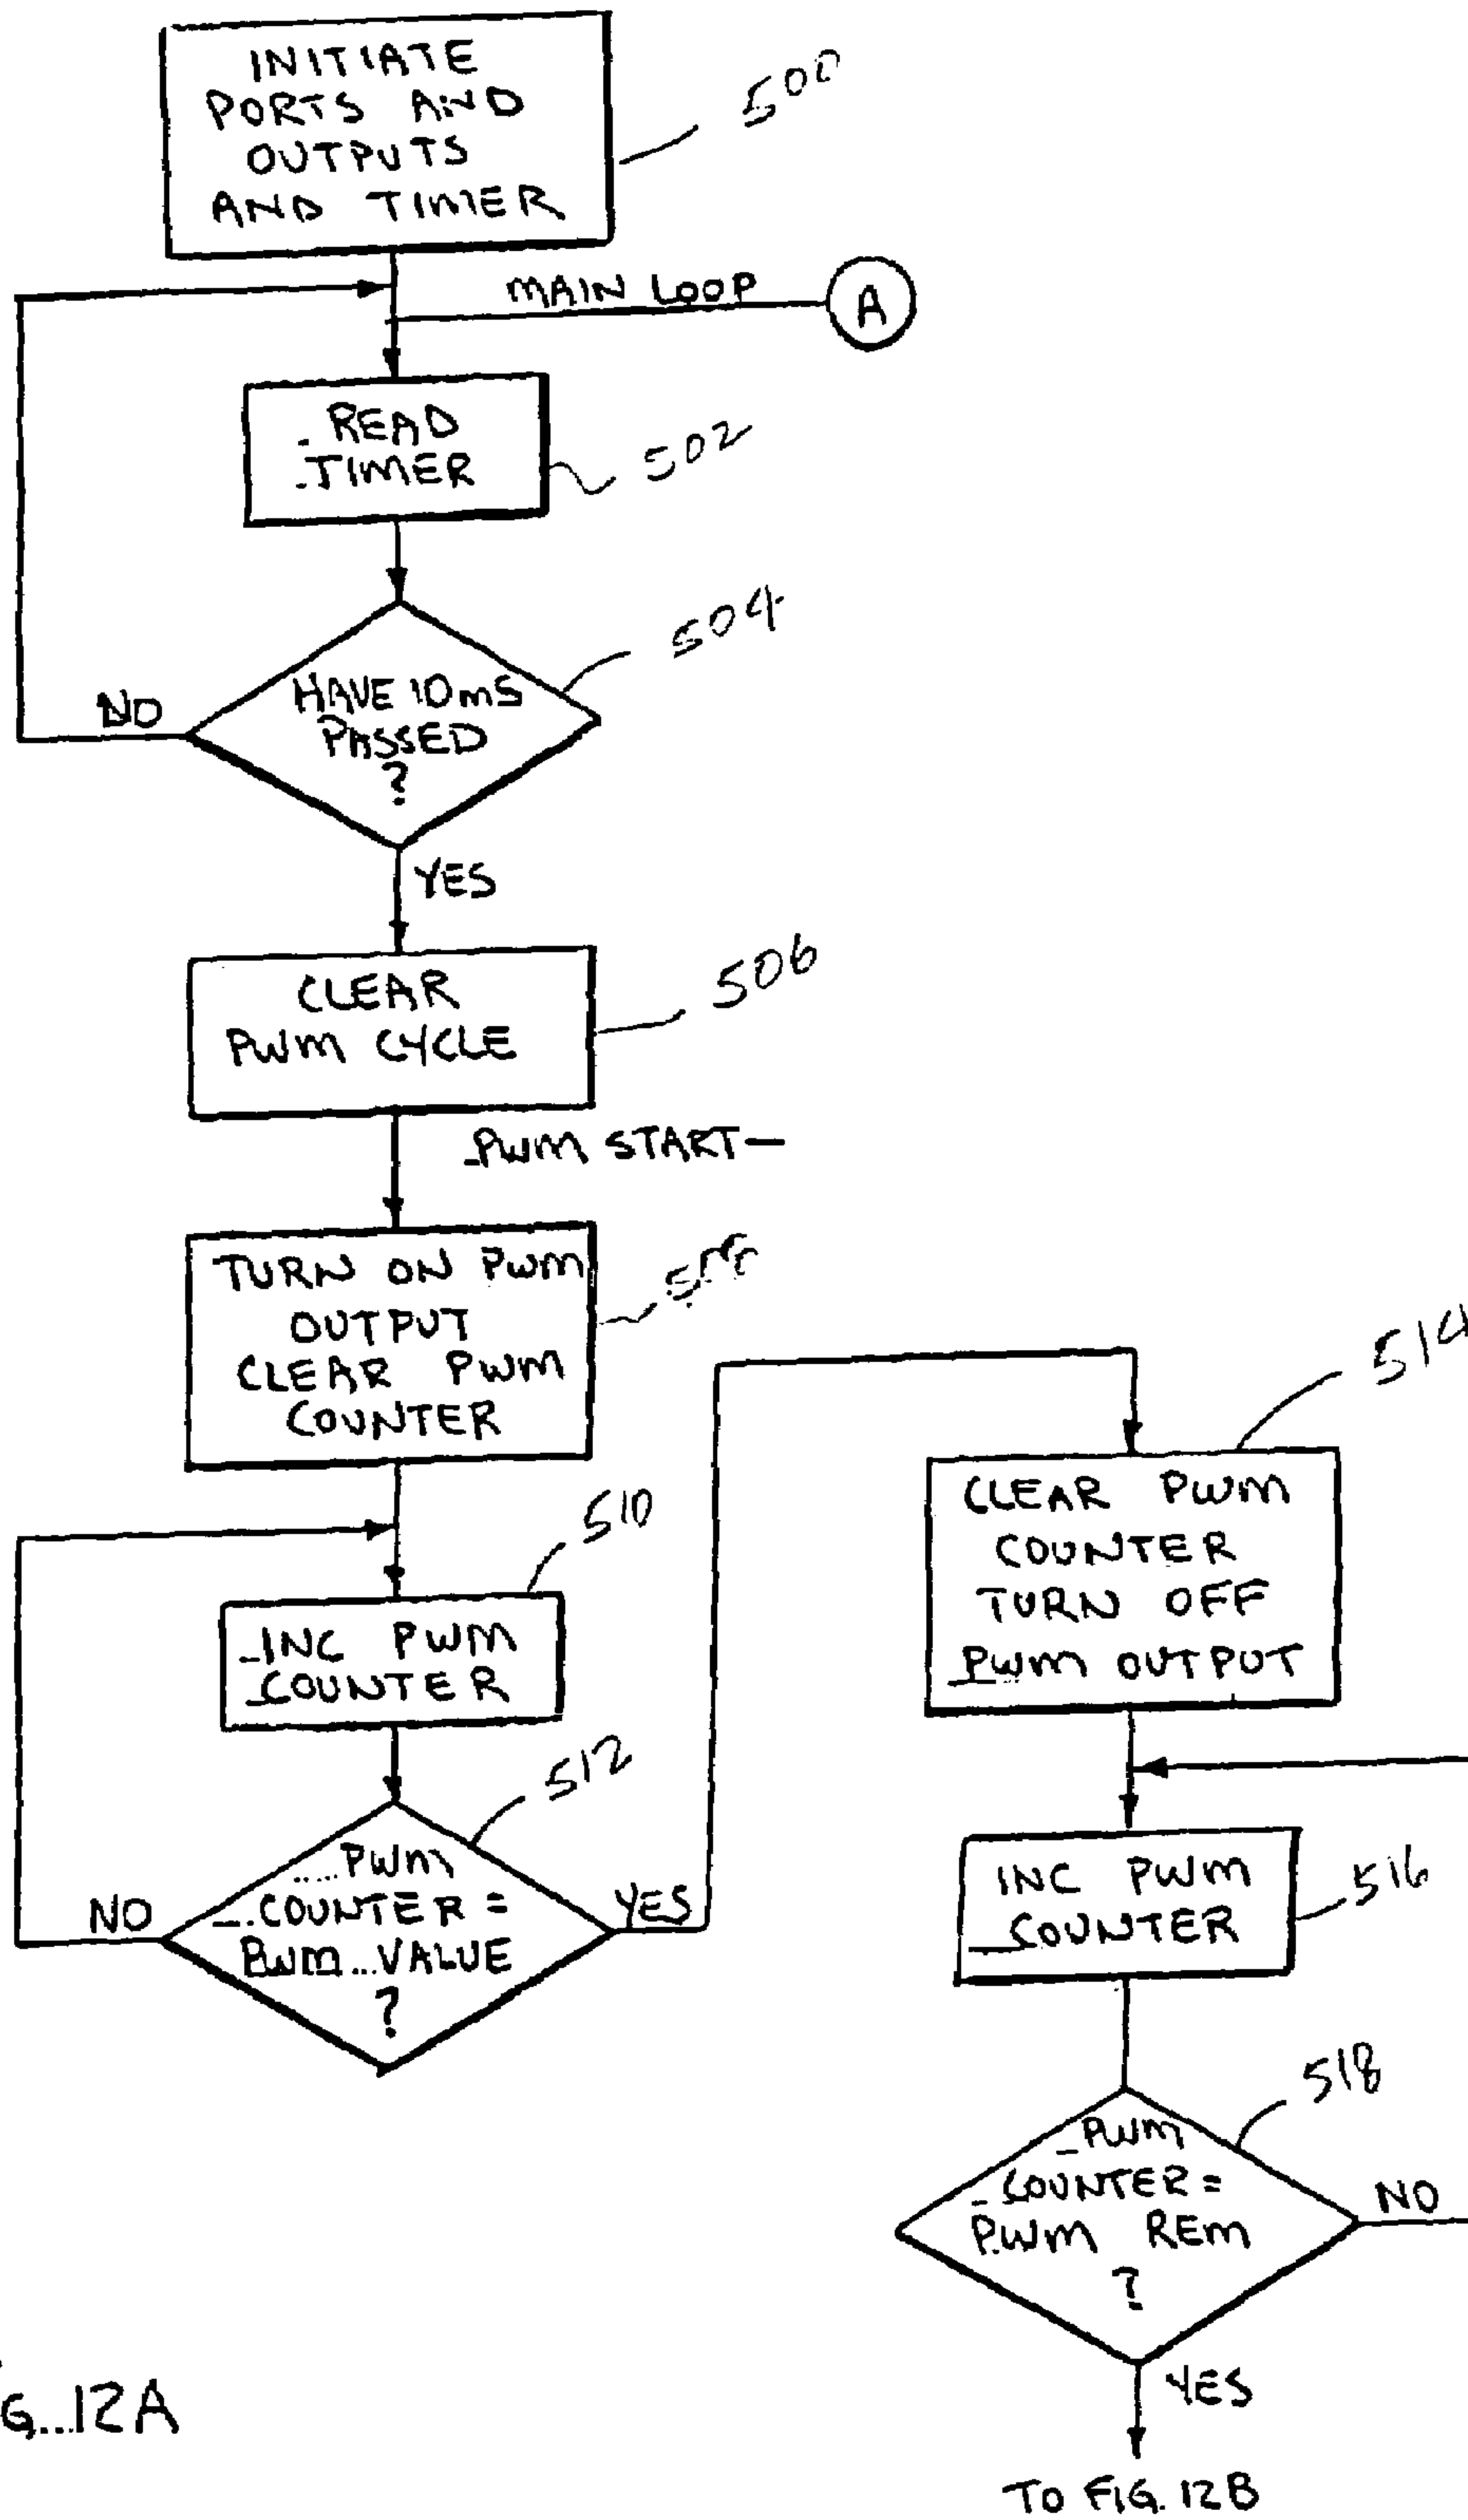 INITIATE
PORTS AND
OUTPUTS
AND TIMER
500
MAIN LOOP
A
READ
TIMER
502
HAVE 10mS
PASSED
?
504
NO
YES
CLEAR
PWM CYCLE
506
PWM START
TURN ON PWM
OUTPUT
CLEAR PWM
COUNTER
INC PWM
COUNTER
510
PWM
COUNTER =
PWM VALUE
?
512
NO
YES
CLEAR PWM
COUNTER
TURN OFF
PWM OUTPUT
514
INC PWM
COUNTER
516
PWM
COUNTER =
PWM REM
?
518
NO
YES
TO FIG. 12B
G. 12A